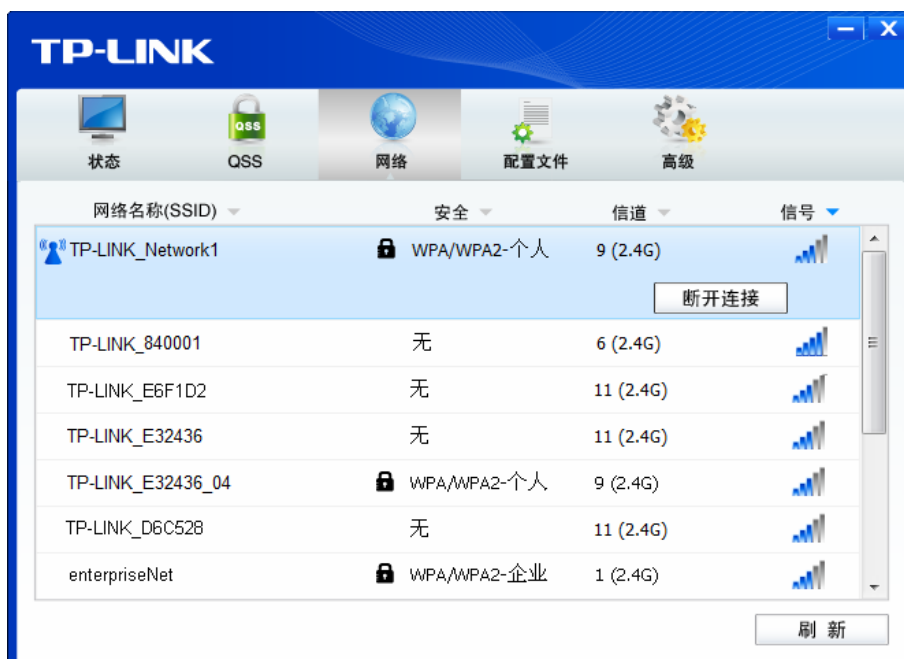 TP-LINK
QSS
状态 QSS 网络 配置文件 高级
网络名称(SSID) 安全 信道 信号
TP-LINK_Network1 WPA/WPA2-个人 9 (2.4G)
断开连接
TP-LINK_840001 无 6 (2.4G)
TP-LINK_E6F1D2 无 11 (2.4G)
TP-LINK_E32436 无 11 (2.4G)
TP-LINK_E32436_04 WPA/WPA2-个人 9 (2.4G)
TP-LINK_D6C528 无 11 (2.4G)
enterpriseNet WPA/WPA2-企业 1 (2.4G)
刷 新